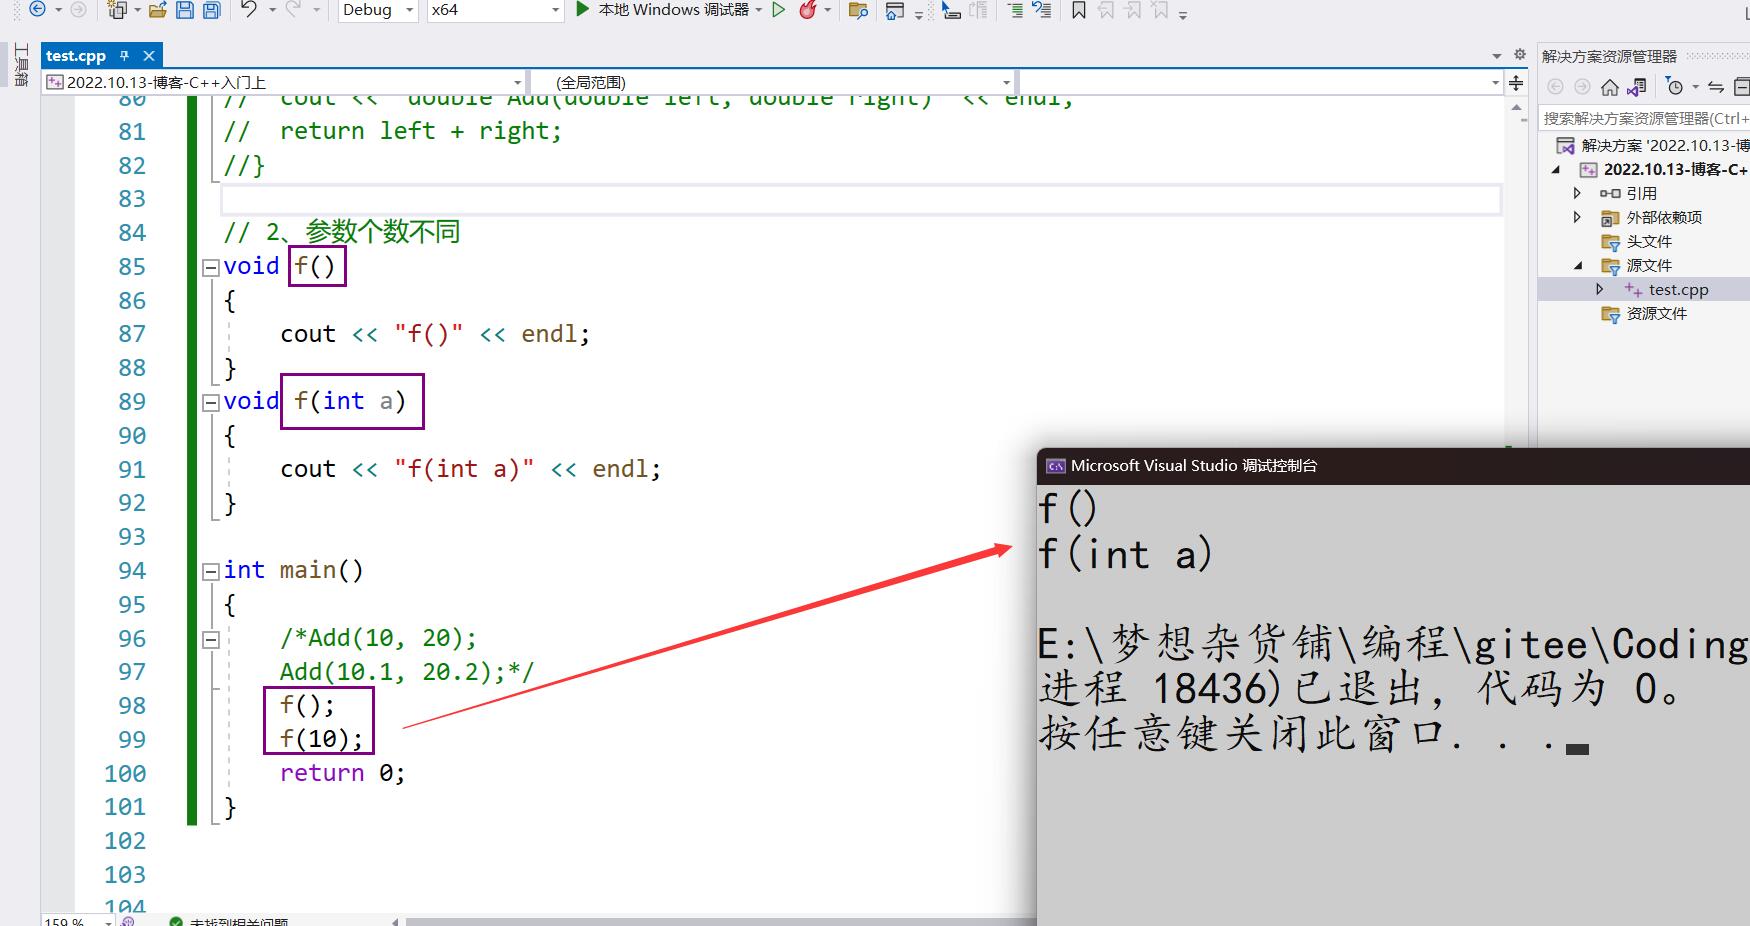 Debug
x64
本地 Windows 调试器
工具箱
test.cpp
2022.10.13-博客-C++入门上
(全局范围)
80 // cout << "double Add(double left, double right)" << endl;
81 // return left + right;
82 //}
83
84 // 2、参数个数不同
85 void f()
86 {
87 cout << "f()" << endl;
88 }
89 void f(int a)
90 {
91 cout << "f(int a)" << endl;
92 }
93
94 int main()
95 {
96 /*Add(10, 20);
97 Add(10.1, 20.2);*/
98 f();
99 f(10);
100 return 0;
101 }
102
103
104
159 %
未找到相关问题
解决方案资源管理器
搜索解决方案资源管理器(Ctrl+
解决方案 '2022.10.13-博
2022.10.13-博客-C+
引用
外部依赖项
头文件
源文件
test.cpp
资源文件
Microsoft Visual Studio 调试控制台
f()
f(int a)
E:\梦想杂货铺\编程\gitee\Coding
进程 18436)已退出，代码为 0。
按任意键关闭此窗口. . .